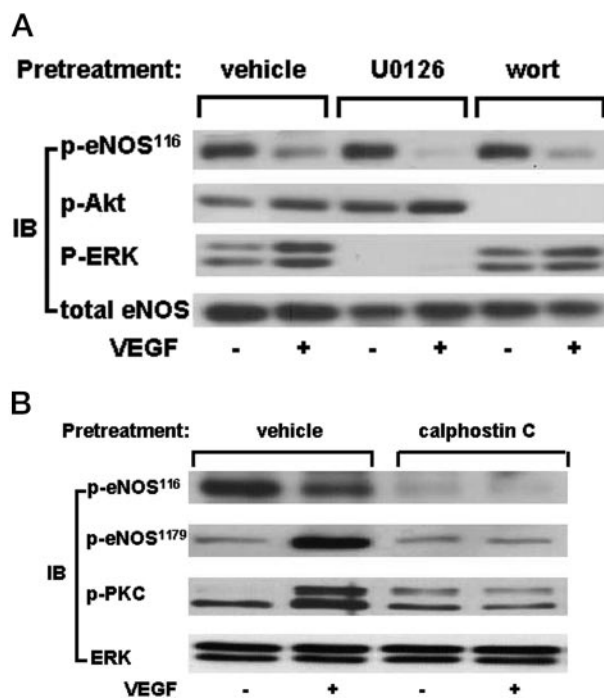 A
Pretreatment: vehicle U0126 wort
p-eNOS¹¹⁶
p-Akt
IB
P-ERK
total eNOS
VEGF - + - + - +
B
Pretreatment: vehicle calphostin C
p-eNOS¹¹⁶
p-eNOS¹¹⁷⁹
IB
p-PKC
ERK
VEGF - + - +